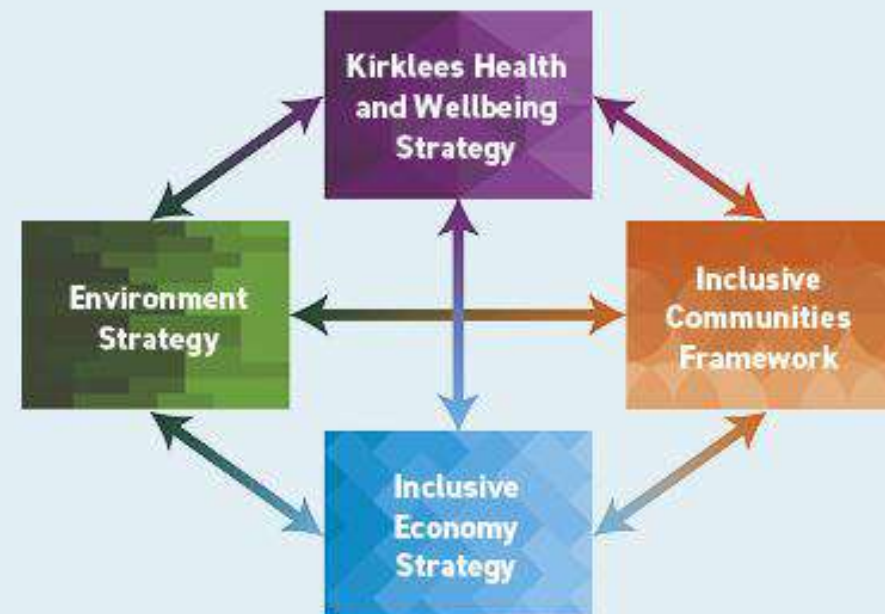 Kirklees Health
and Wellbeing
Strategy
Environment
Strategy
Inclusive
Communities
Framework
Inclusive
Economy
Strategy